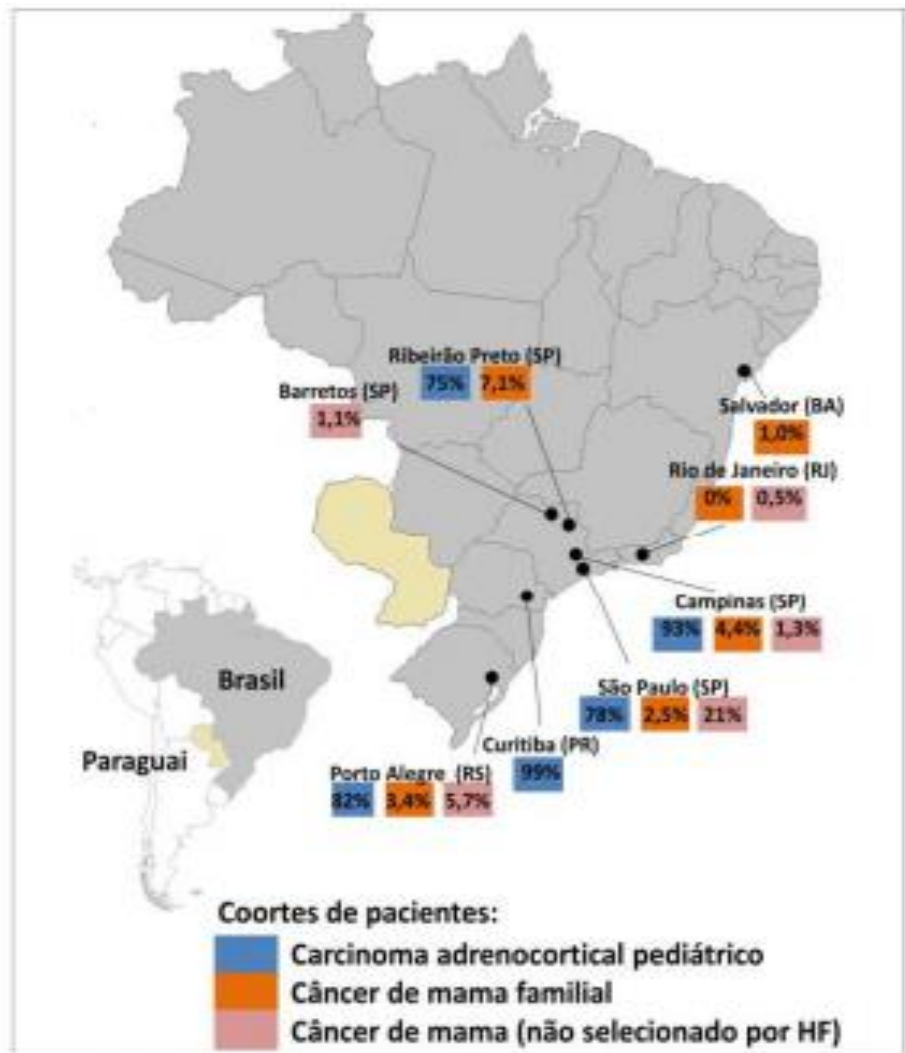 Ribeirão Preto (SP)
75% 7,1%
Barretos (SP)
1,1%
Salvador (BA)
1,0%
Rio de Janeiro (RJ)
0% 0,5%
Campinas (SP)
93% 4,4% 1,3%
São Paulo (SP)
78% 2,5% 21%
Curitiba (PR)
99%
Porto Alegre (RS)
82% 3,4% 5,7%
Brasil
Paraguai
Coortes de pacientes:
Carcinoma adrenocortical pediátrico
Câncer de mama familial
Câncer de mama (não selecionado por HF)